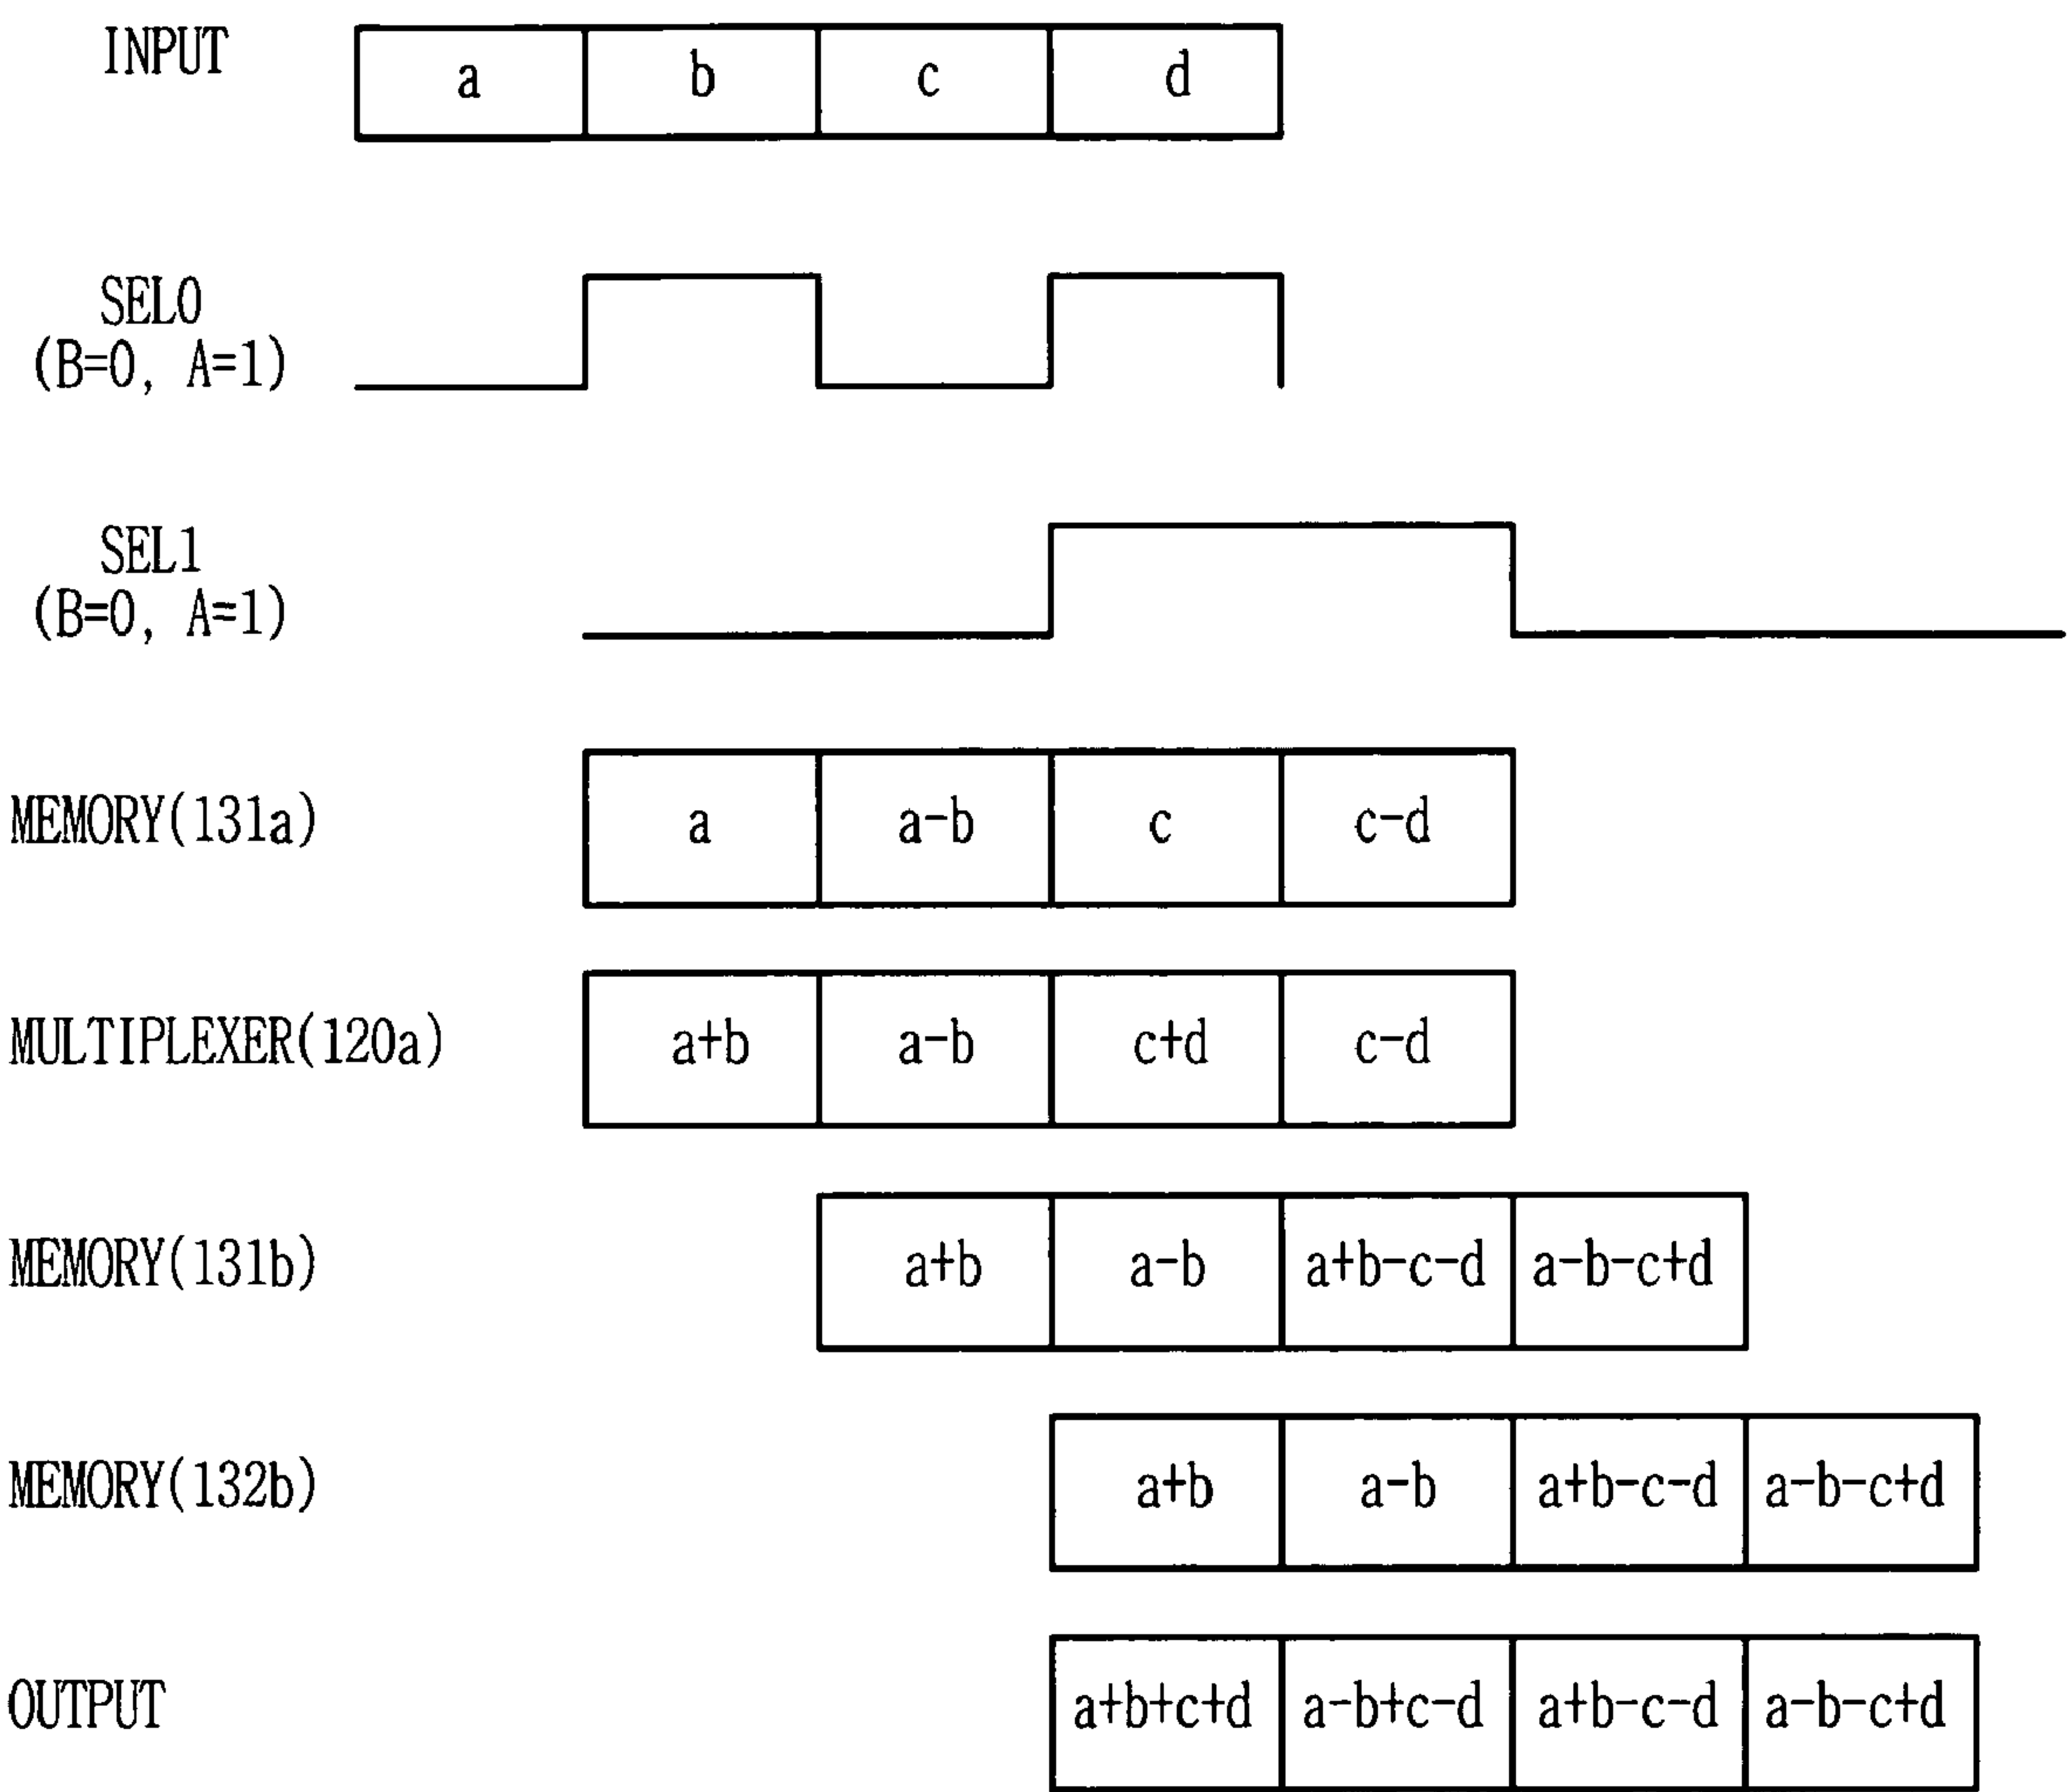 INPUT a b c d
SEL0
(B=0, A=1)
SEL1
(B=0, A=1)
MEMORY(131a) a a-b c c-d
MULTIPLEXER(120a) a+b a-b c+d c-d
MEMORY(131b) a+b a-b a+b-c-d a-b-c+d
MEMORY(132b) a+b a-b a+b-c-d a-b-c+d
OUTPUT a+b+c+d a-b+c-d a+b-c-d a-b-c+d